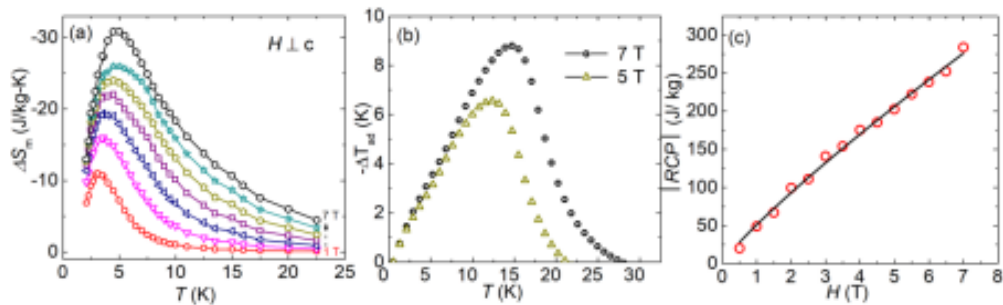 (a)
H ⊥ c
ΔSm (J/kg-K)
-30
-20
-10
0
7 T
1 T
0 5 10 15 20 25
T (K)
(b)
7 T
5 T
-ΔTad (K)
10
8
6
4
2
0
0 5 10 15 20 25 30
T (K)
(c)
|RCP| (J/ kg)
300
250
200
150
100
50
0
0 1 2 3 4 5 6 7 8
H (T)